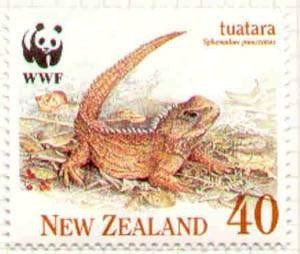 tuatara
Sphenodon punctatus
WWF
NEW ZEALAND 40